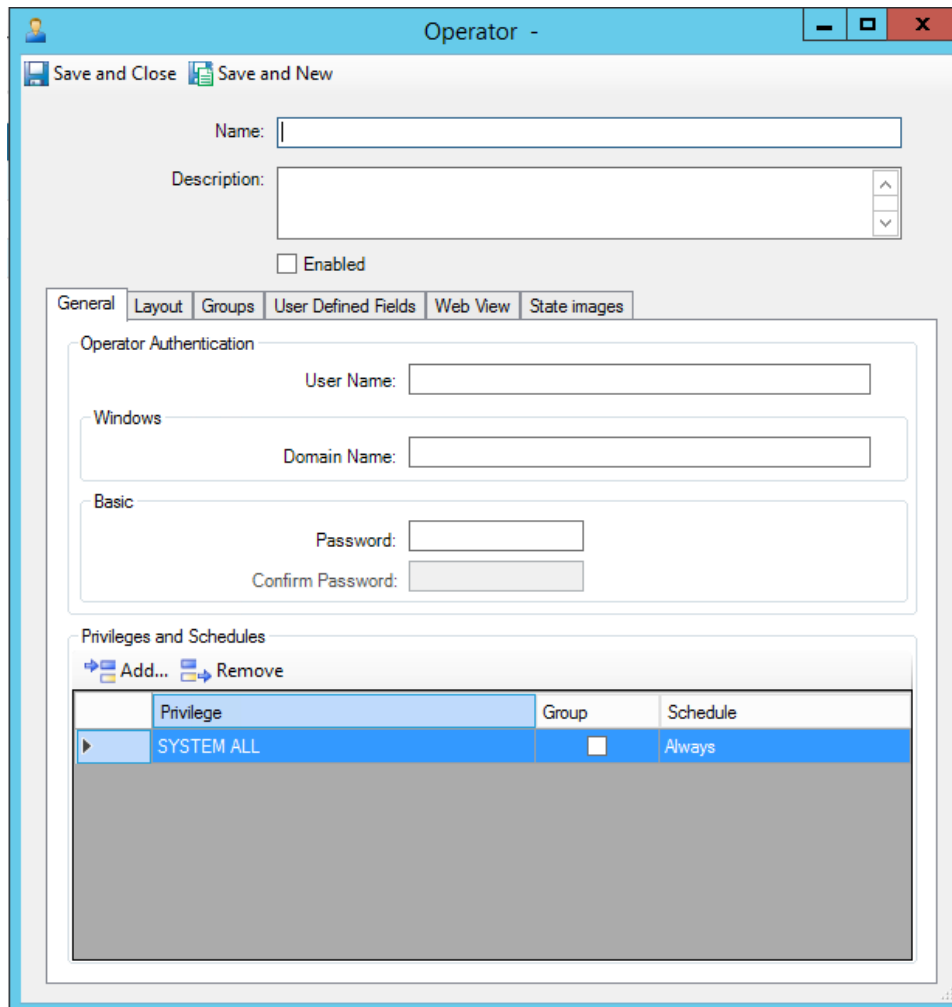 Operator -
Save and Close Save and New
Name:
Description:
Enabled
General Layout Groups User Defined Fields Web View State images
Operator Authentication
User Name:
Windows
Domain Name:
Basic
Password:
Confirm Password:
Privileges and Schedules
Add... Remove
Privilege Group Schedule
SYSTEM ALL Always